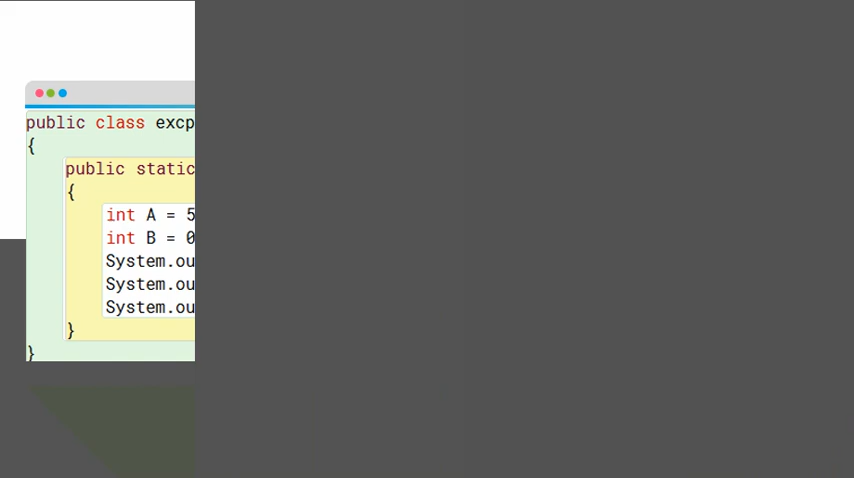 public class excp
{
public static
{
int A = 5
int B = 0
System.ou
System.ou
System.ou
}
}